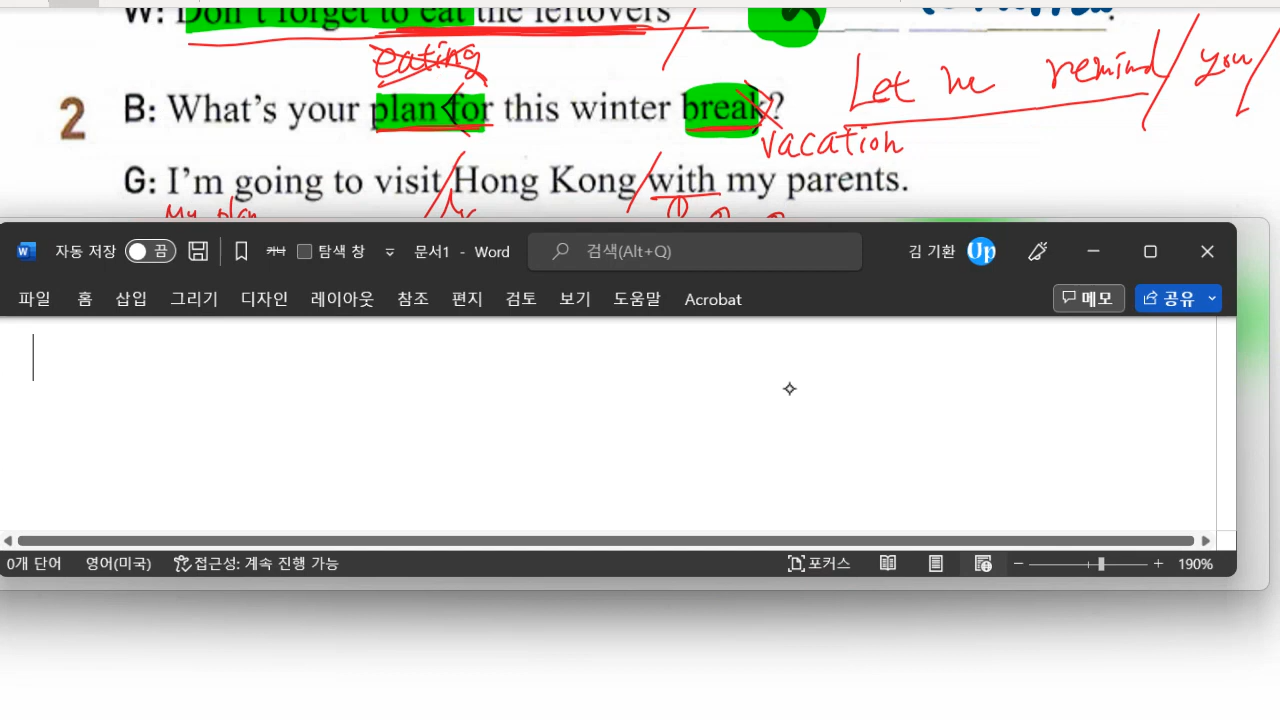 W: Don't forget to eat the leftovers
eating
Let me remind you
2 B: What's your plan for this winter break?
vacation
G: I'm going to visit Hong Kong with my parents.
My plan
자동 저장 끔 가나 탐색 창 문서1 - Word 검색(Alt+Q) 김 기환 Up
파일 홈 삽입 그리기 디자인 레이아웃 참조 편지 검토 보기 도움말 Acrobat 메모 공유
0개 단어 영어(미국) 접근성: 계속 진행 가능 포커스 190%